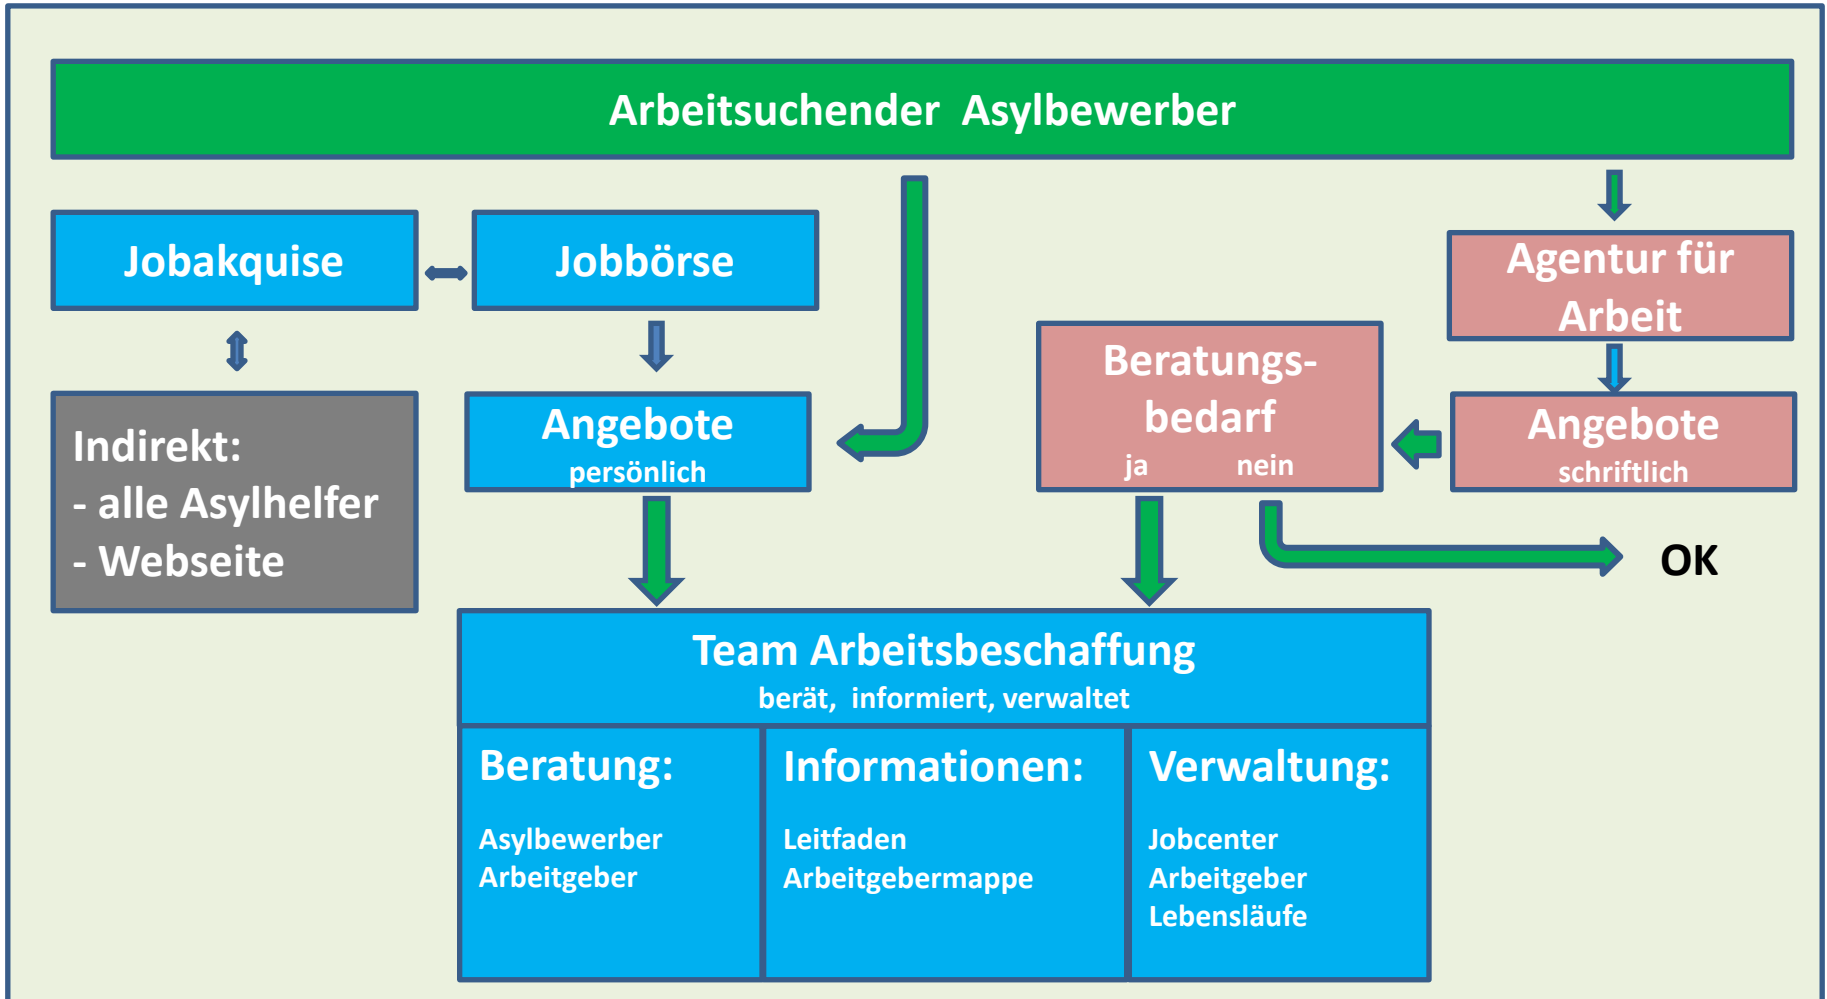 Arbeitsuchender Asylbewerber
Jobakquise
Jobbörse
Agentur für
Arbeit
Beratungs-
bedarf
ja nein
Indirekt:
- alle Asylhelfer
- Webseite
Angebote
persönlich
Angebote
schriftlich
OK
Team Arbeitsbeschaffung
berät, informiert, verwaltet
Beratung:
Asylbewerber
Arbeitgeber
Informationen:
Leitfaden
Arbeitgebermappe
Verwaltung:
Jobcenter
Arbeitgeber
Lebensläufe